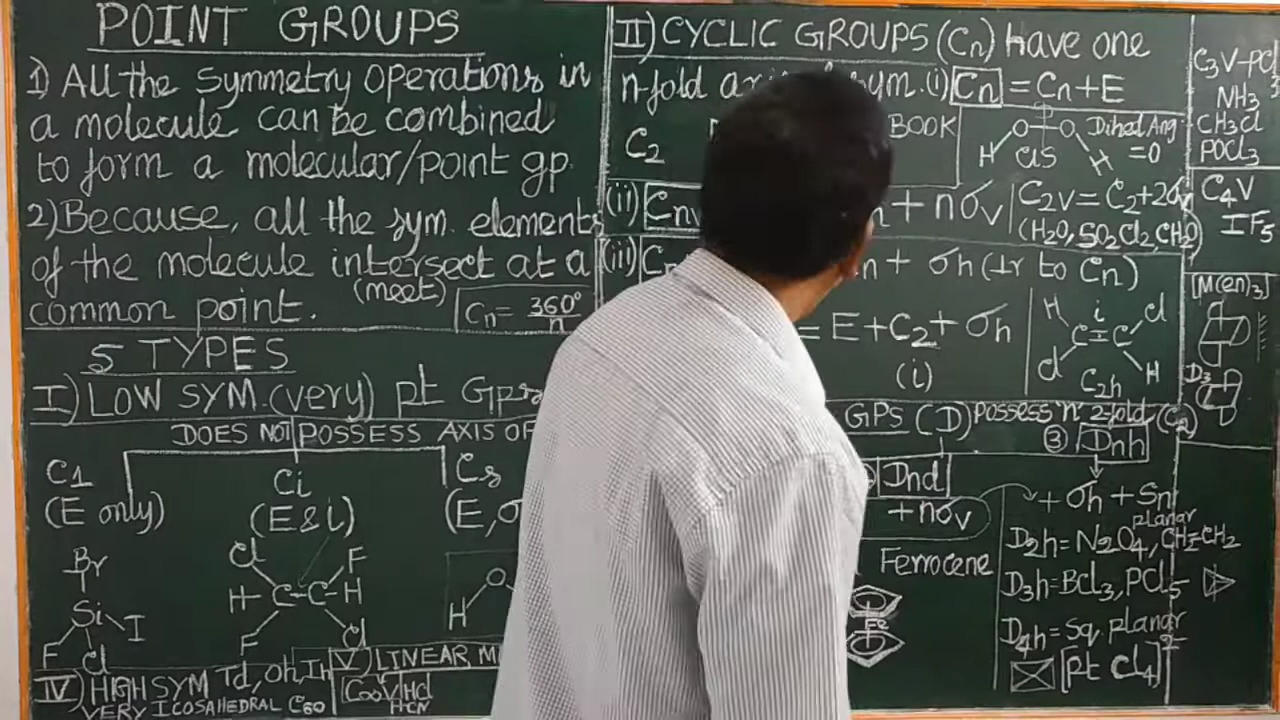 POINT GROUPS
1) All the Symmetry Operations in
a molecule can be combined
to form a molecular/point gp.
2) Because, all the sym. elements
of the molecule intersect at a
(meet)
common point.
Cn = 360°/n
5 TYPES
I) LOW SYM. (very) pt Gps
DOES NOT POSSESS AXIS OF
C1
(E only)
Br
Si
I
F
Cl
Ci
(E & i)
Cl
F
H-C-C-H
F
Cl
Cs
(E, σ
O
H
IV) HIGH SYM Td, Oh, Ih
VERY ICOSAHEDRAL C60
V) LINEAR M
C∞V HCl
HCN
II) CYCLIC GROUPS (Cn) have one
n-fold sym. (i) Cn = Cn + E
C2
BOOK
O O
H cis H
Dihed Ang
=0
(ii) Cnv
+ nσv
C2V = C2 + 2σv
(H2O, SO2Cl2, CH2O)
(iii) C
+ σh (⊥r to Cn)
= E + C2 + σh
(i)
H i Cl
C=C
Cl H
C2h
GPS (D) POSSESS 'n' 2-fold (C2)
Dnd
+nσv
③ Dnh
+ σh + Sn
Ferrocene
Fe
planar
D2h = N2O4, CH2=CH2
D3h = BCl3, PCl5
D4h = Sq. planar
[Pt Cl4]2-
C3V-PCl3
NH3
CH3Cl
POCl3
C4V
IF5
[M(en)3]
D3